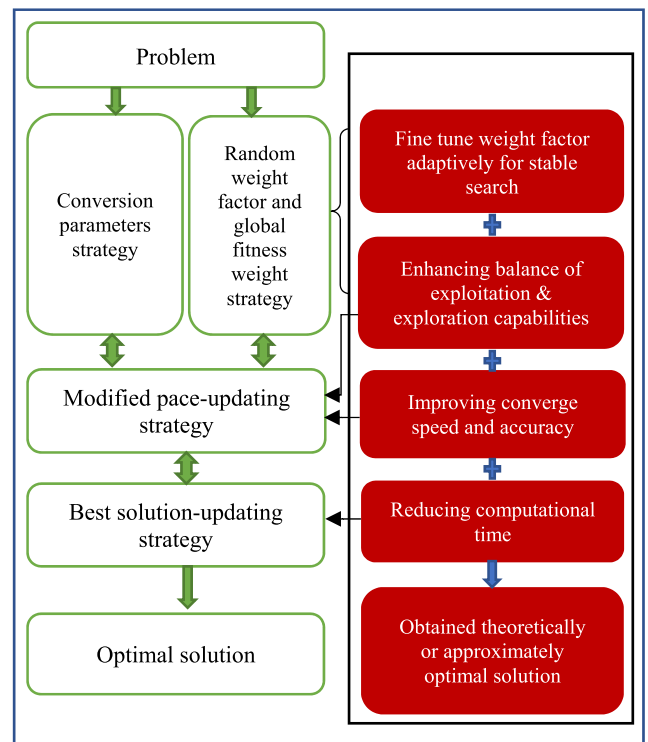 Problem
Conversion
parameters
strategy
Random
weight
factor and
global
fitness
weight
strategy
Modified pace-updating
strategy
Best solution-updating
strategy
Optimal solution
Fine tune weight factor
adaptively for stable
search
Enhancing balance of
exploitation &
exploration capabilities
Improving converge
speed and accuracy
Reducing computational
time
Obtained theoretically
or approximately
optimal solution